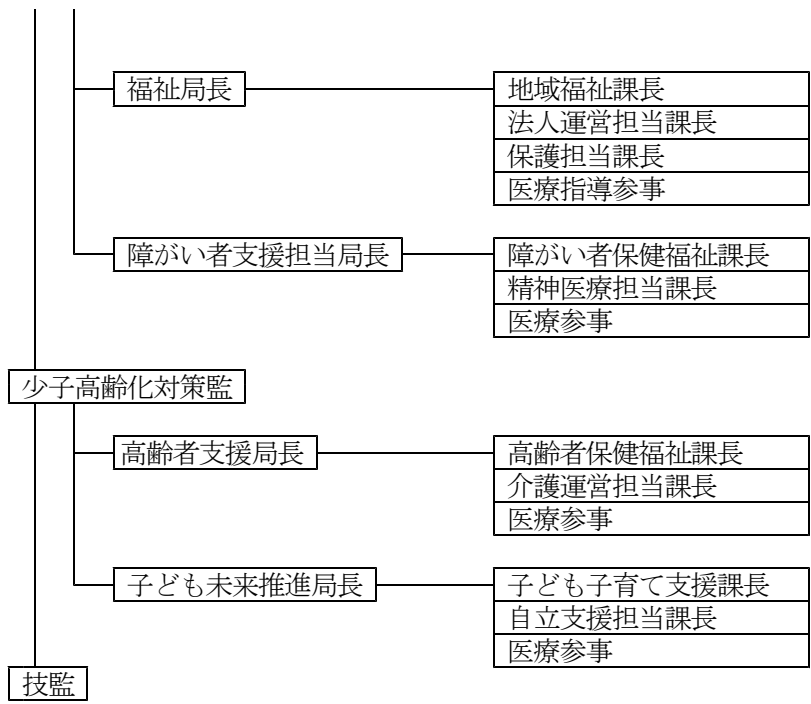 福祉局長 地域福祉課長
法人運営担当課長
保護担当課長
医療指導参事
障がい者支援担当局長 障がい者保健福祉課長
精神医療担当課長
医療参事
少子高齢化対策監
高齢者支援局長 高齢者保健福祉課長
介護運営担当課長
医療参事
子ども未来推進局長 子ども子育て支援課長
自立支援担当課長
医療参事
技監